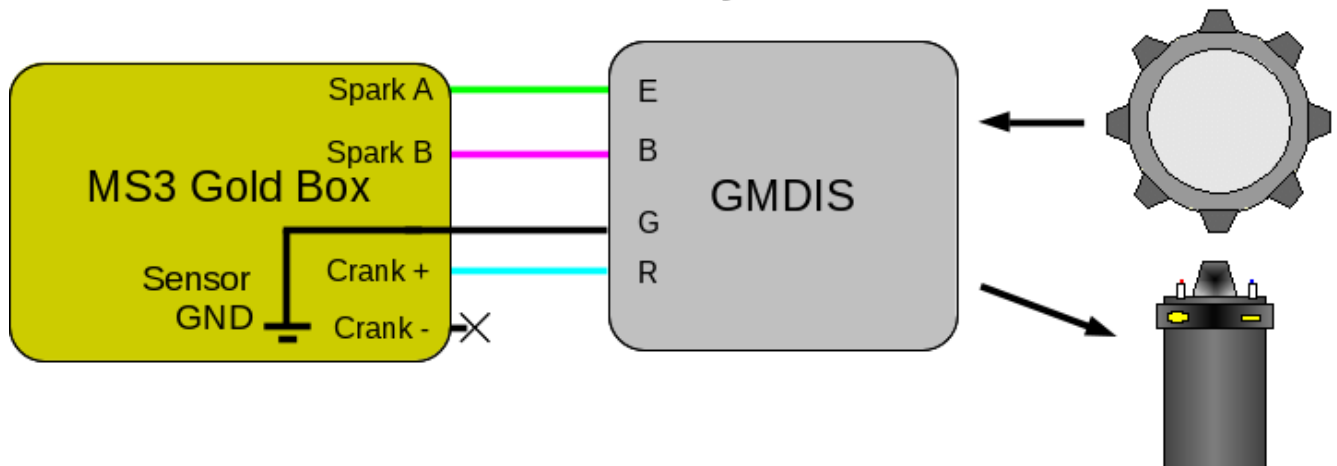 Spark A
Spark B
MS3 Gold Box
Sensor
GND
Crank +
Crank -
E
B
G
R
GMDIS